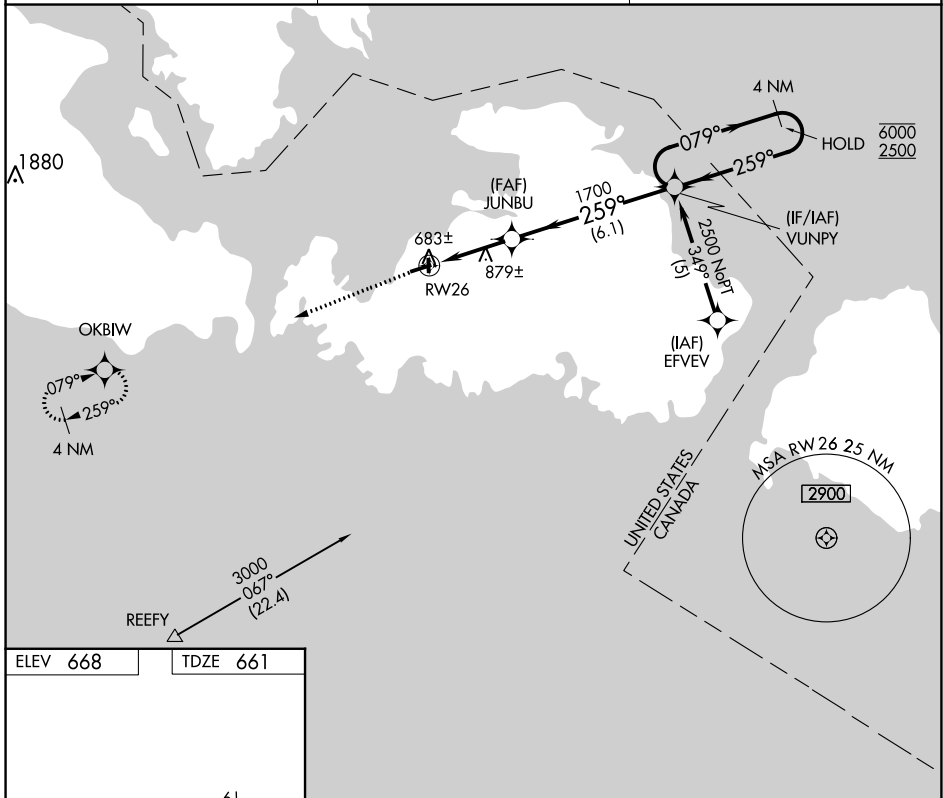 4 NM
079°
259°
HOLD
6000
2500
1880
(FAF)
JUNBU
1700
259°
(6.1)
(IF/IAF)
VUNPY
683±
879±
RW26
2500 NoPT
349°
(5)
(IAF)
EFVEV
OKBIW
079°
259°
4 NM
UNITED STATES
CANADA
MSA RW 26 25 NM
2900
3000
067°
(22.4)
REEFY
ELEV 668
TDZE 661